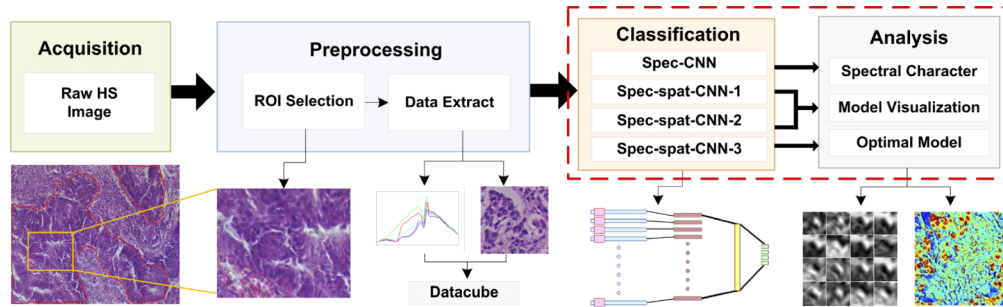 Acquisition
Raw HS
Image
Preprocessing
ROI Selection
Data Extract
Datacube
Classification
Spec-CNN
Spec-spat-CNN-1
Spec-spat-CNN-2
Spec-spat-CNN-3
Analysis
Spectral Character
Model Visualization
Optimal Model